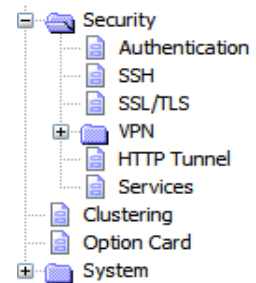 Security
Authentication
SSH
SSL/TLS
VPN
HTTP Tunnel
Services
Clustering
Option Card
System